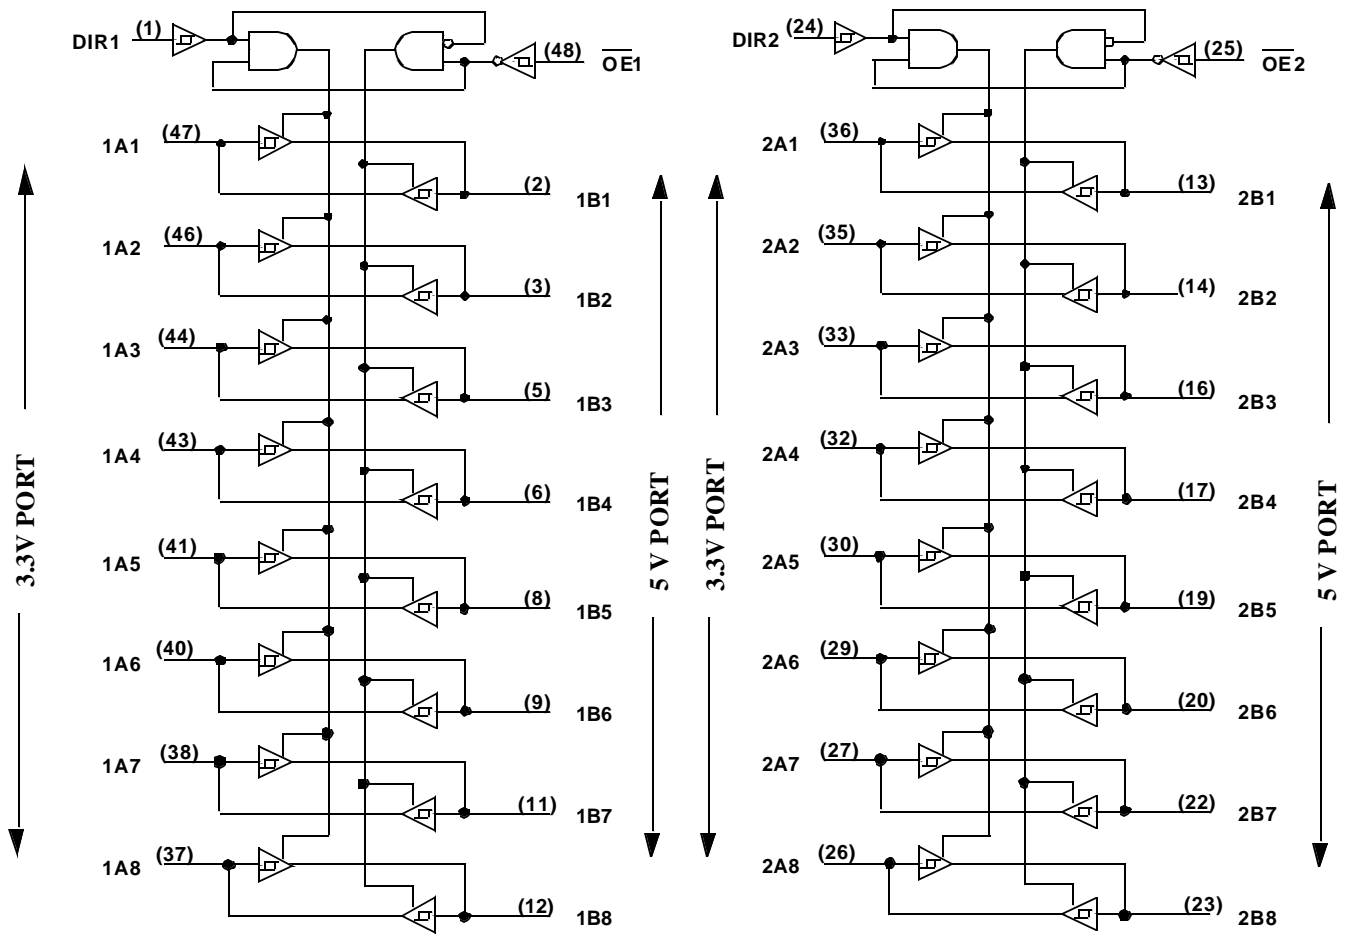 DIR1 (1) (48) OE1
1A1 (47) (2) 1B1
1A2 (46) (3) 1B2
1A3 (44) (5) 1B3
1A4 (43) (6) 1B4
1A5 (41) (8) 1B5
1A6 (40) (9) 1B6
1A7 (38) (11) 1B7
1A8 (37) (12) 1B8
3.3V PORT
5 V PORT
DIR2 (24) (25) OE2
2A1 (36) (13) 2B1
2A2 (35) (14) 2B2
2A3 (33) (16) 2B3
2A4 (32) (17) 2B4
2A5 (30) (19) 2B5
2A6 (29) (20) 2B6
2A7 (27) (22) 2B7
2A8 (26) (23) 2B8
3.3V PORT
5 V PORT